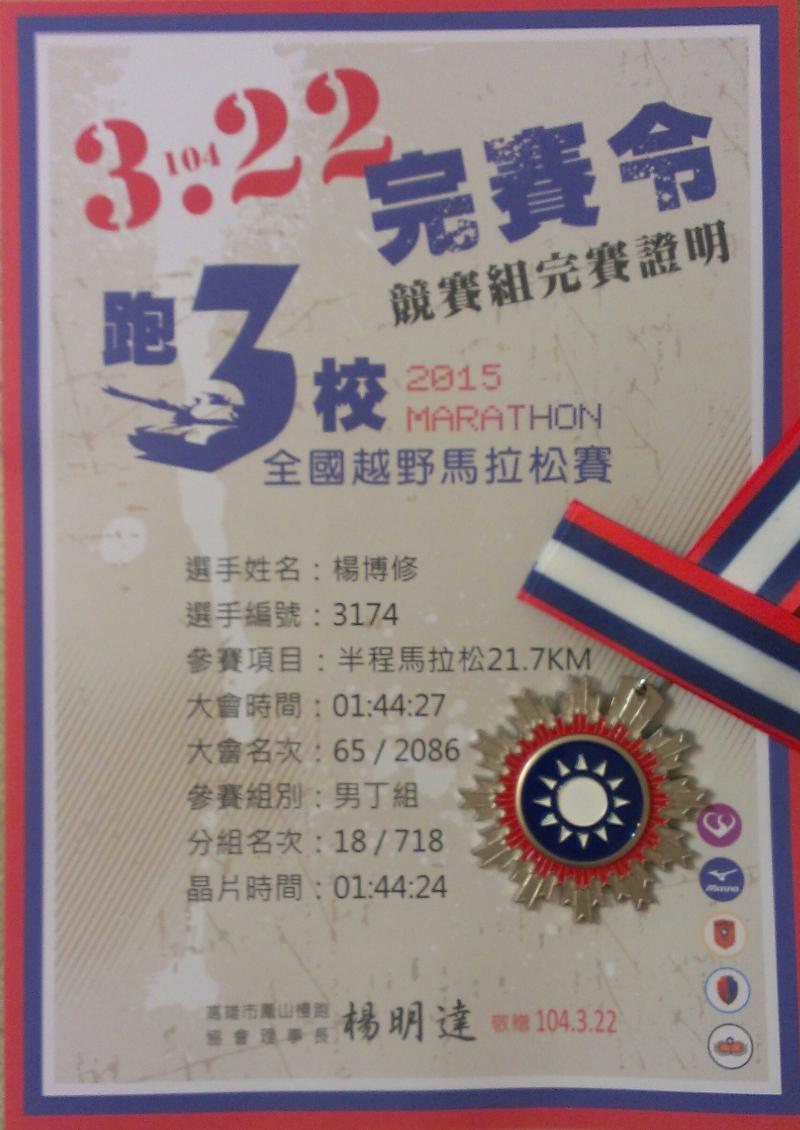 3.22
104
完賽令
競賽組完賽證明
跑3校
2015
MARATHON
全國越野馬拉松賽
選手姓名：楊博修
選手編號：3174
參賽項目：半程馬拉松21.7KM
大會時間：01:44:27
大會名次：65 / 2086
參賽組別：男丁組
分組名次：18 / 718
晶片時間：01:44:24
高雄市鳳山慢跑
協會理事長 楊明達 敬贈 104.3.22
MIZUNO